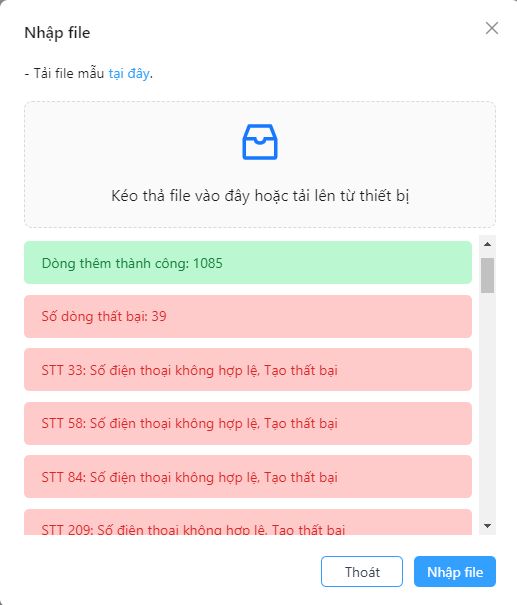 Nhập file
- Tải file mẫu tại đây.
Kéo thả file vào đây hoặc tải lên từ thiết bị
Dòng thêm thành công: 1085
Số dòng thất bại: 39
STT 33: Số điện thoại không hợp lệ, Tạo thất bại
STT 58: Số điện thoại không hợp lệ, Tạo thất bại
STT 84: Số điện thoại không hợp lệ, Tạo thất bại
STT 209: Số điện thoại không hợp lệ, Tạo thất bại
Thoát
Nhập file